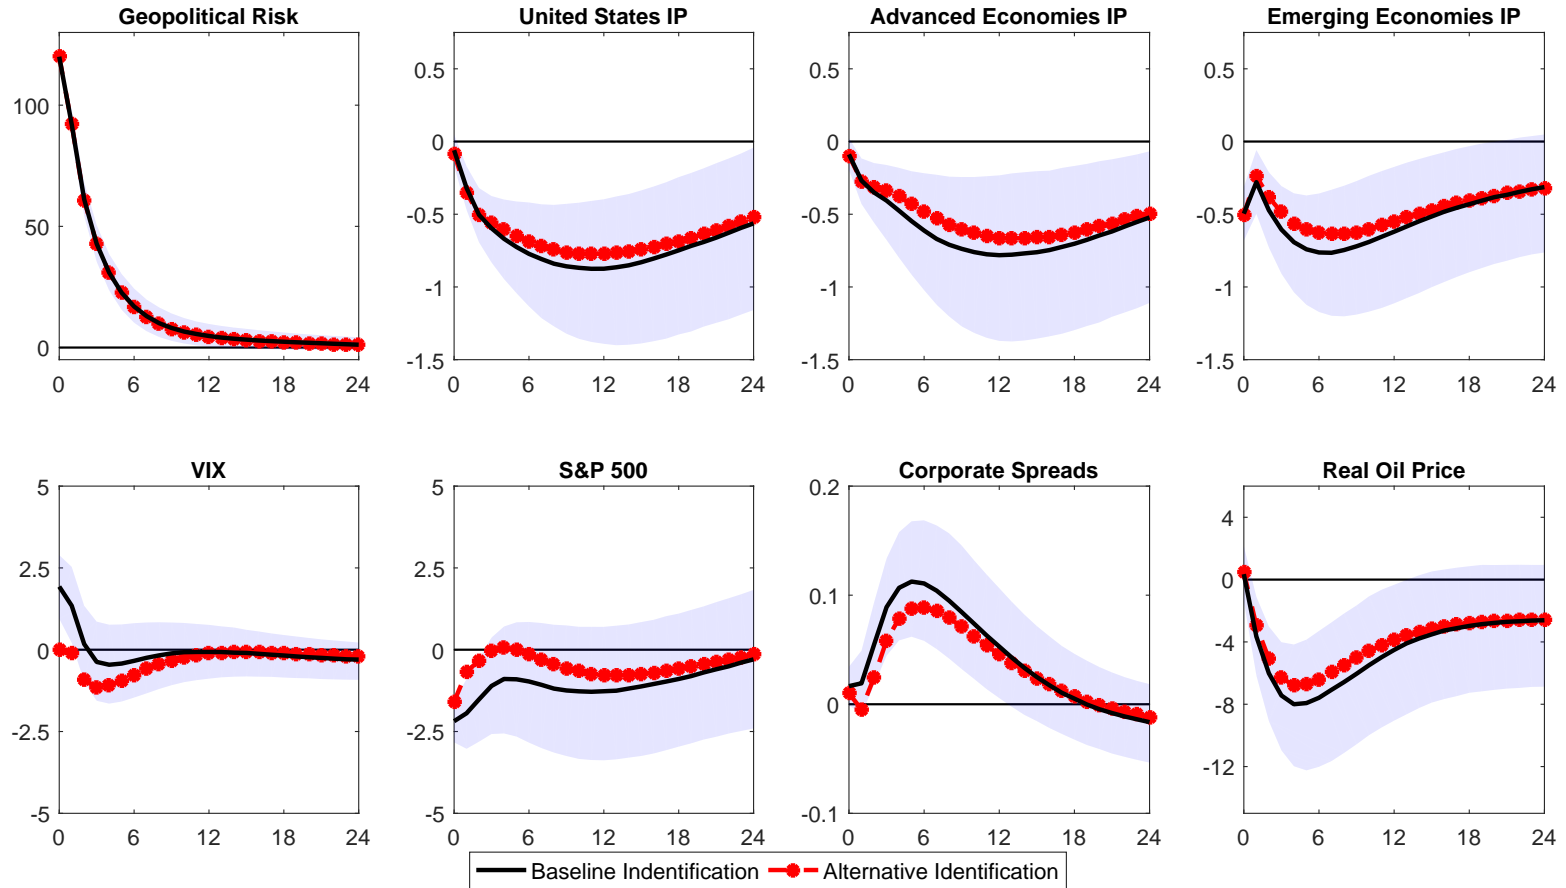 Geopolitical Risk
United States IP
Advanced Economies IP
Emerging Economies IP
100
50
0
0 6 12 18 24
0.5
0
-0.5
-1
-1.5
0 6 12 18 24
0.5
0
-0.5
-1
-1.5
0 6 12 18 24
0.5
0
-0.5
-1
-1.5
0 6 12 18 24
VIX
S&P 500
Corporate Spreads
Real Oil Price
5
2.5
0
-2.5
-5
0 6 12 18 24
5
2.5
0
-2.5
-5
0 6 12 18 24
0.2
0.1
0
-0.1
0 6 12 18 24
4
0
-4
-8
-12
0 6 12 18 24
Baseline Indentification Alternative Identification